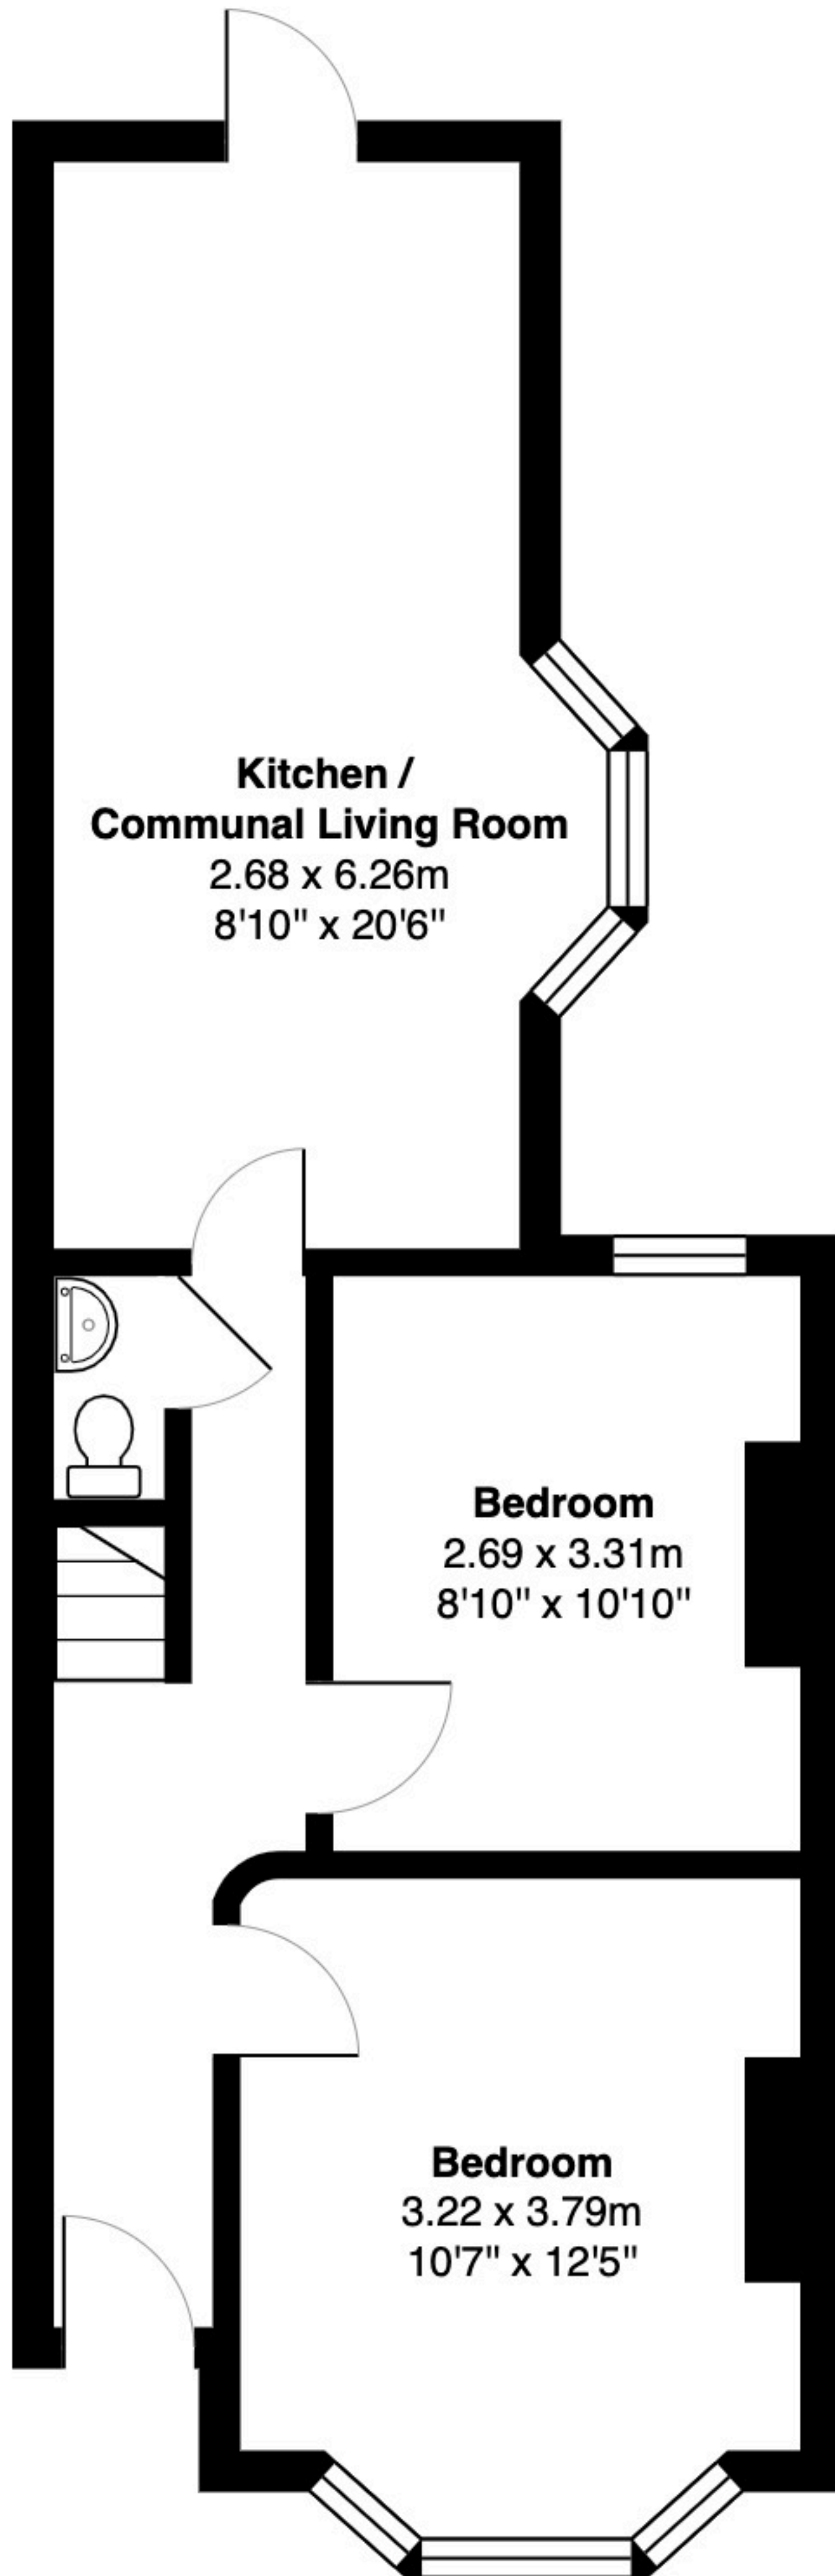 Kitchen /
Communal Living Room
2.68 x 6.26m
8'10" x 20'6"
Bedroom
2.69 x 3.31m
8'10" x 10'10"
Bedroom
3.22 x 3.79m
10'7" x 12'5"